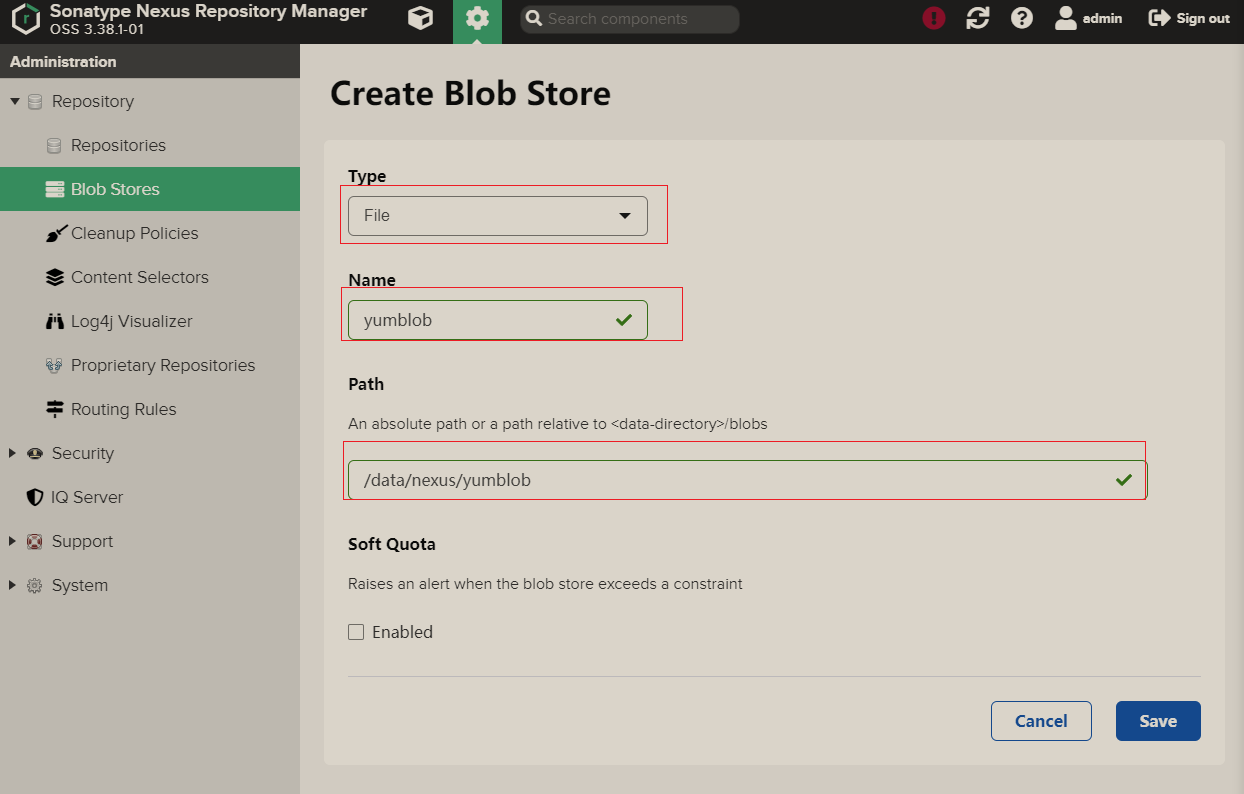 Sonatype Nexus Repository Manager
OSS 3.38.1-01
Search components
admin
Sign out
Administration
Repository
Repositories
Blob Stores
Cleanup Policies
Content Selectors
Log4j Visualizer
Proprietary Repositories
Routing Rules
Security
IQ Server
Support
System
Create Blob Store
Type
File
Name
yumblob
Path
An absolute path or a path relative to <data-directory>/blobs
/data/nexus/yumblob
Soft Quota
Raises an alert when the blob store exceeds a constraint
Enabled
Cancel
Save